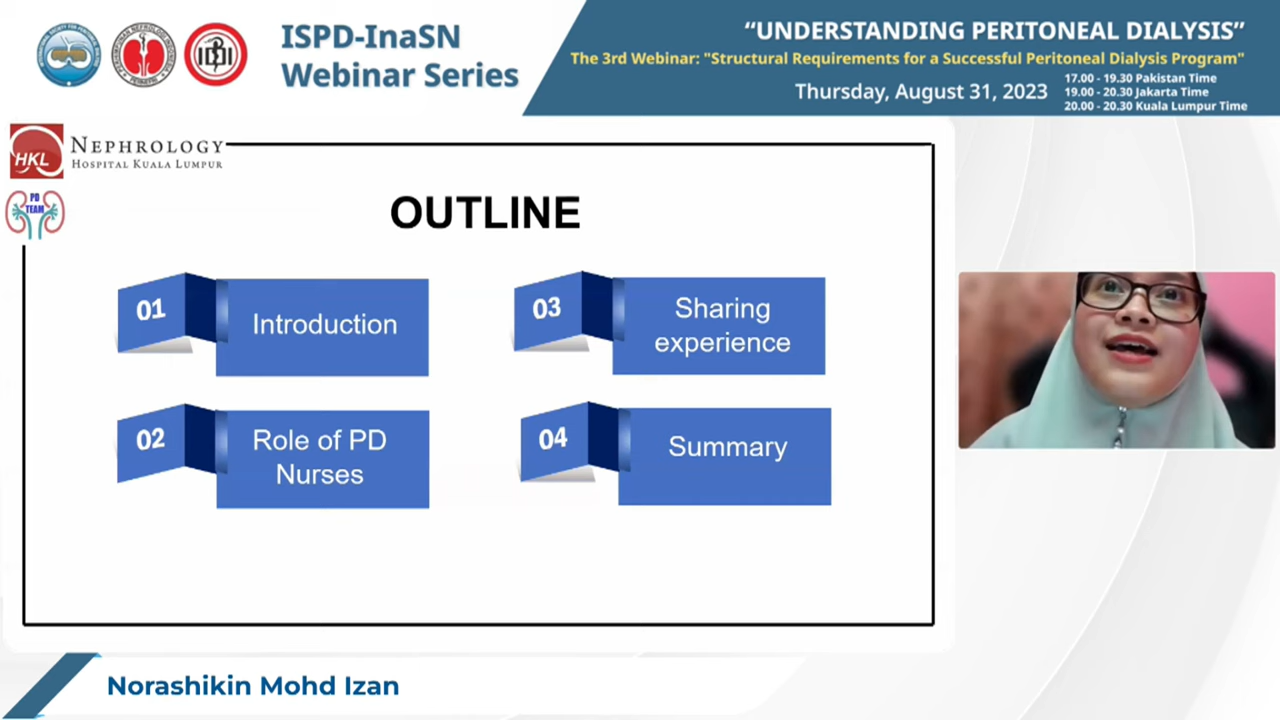 ISPD-InaSN
Webinar Series
“UNDERSTANDING PERITONEAL DIALYSIS”
The 3rd Webinar: "Structural Requirements for a Successful Peritoneal Dialysis Program"
Thursday, August 31, 2023
17.00 - 19.30 Pakistan Time
19.00 - 20.30 Jakarta Time
20.00 - 20.30 Kuala Lumpur Time
HKL
NEPHROLOGY
HOSPITAL KUALA LUMPUR
PD
TEAM
OUTLINE
01
Introduction
02
Role of PD
Nurses
03
Sharing
experience
04
Summary
Norashikin Mohd Izan